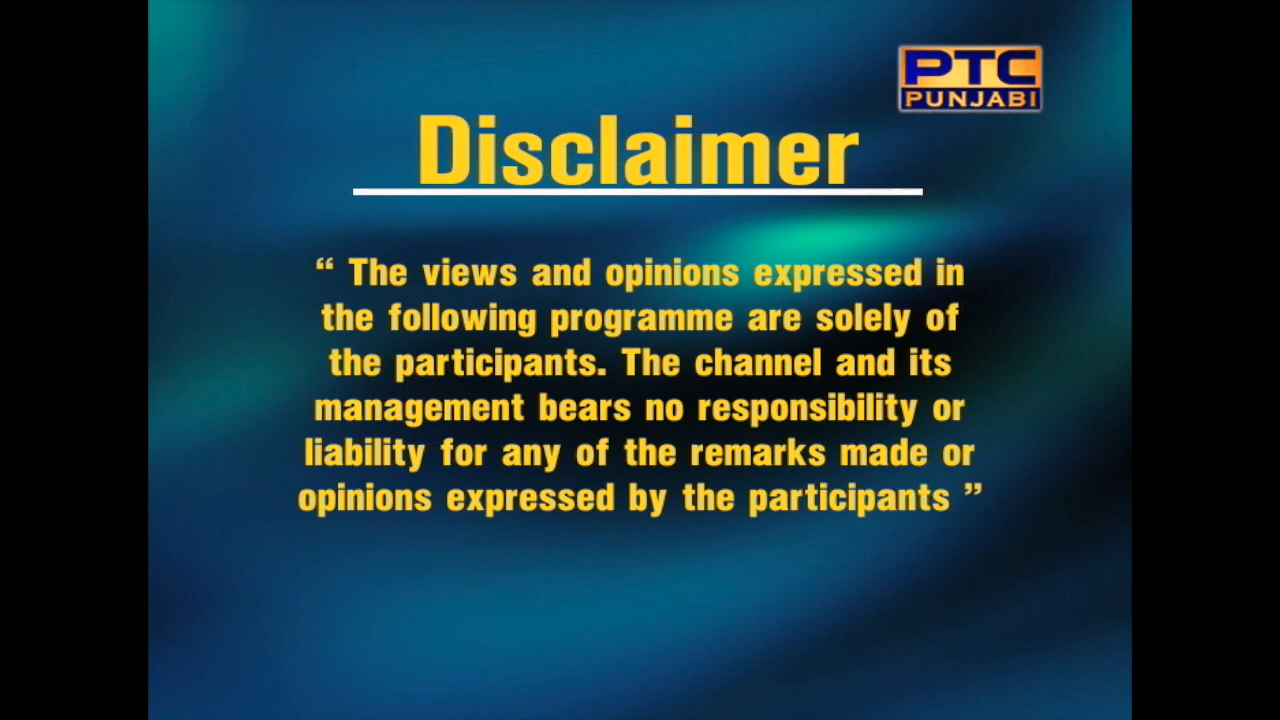 PTC
PUNJABI
Disclaimer
“ The views and opinions expressed in
the following programme are solely of
the participants. The channel and its
management bears no responsibility or
liability for any of the remarks made or
opinions expressed by the participants ”